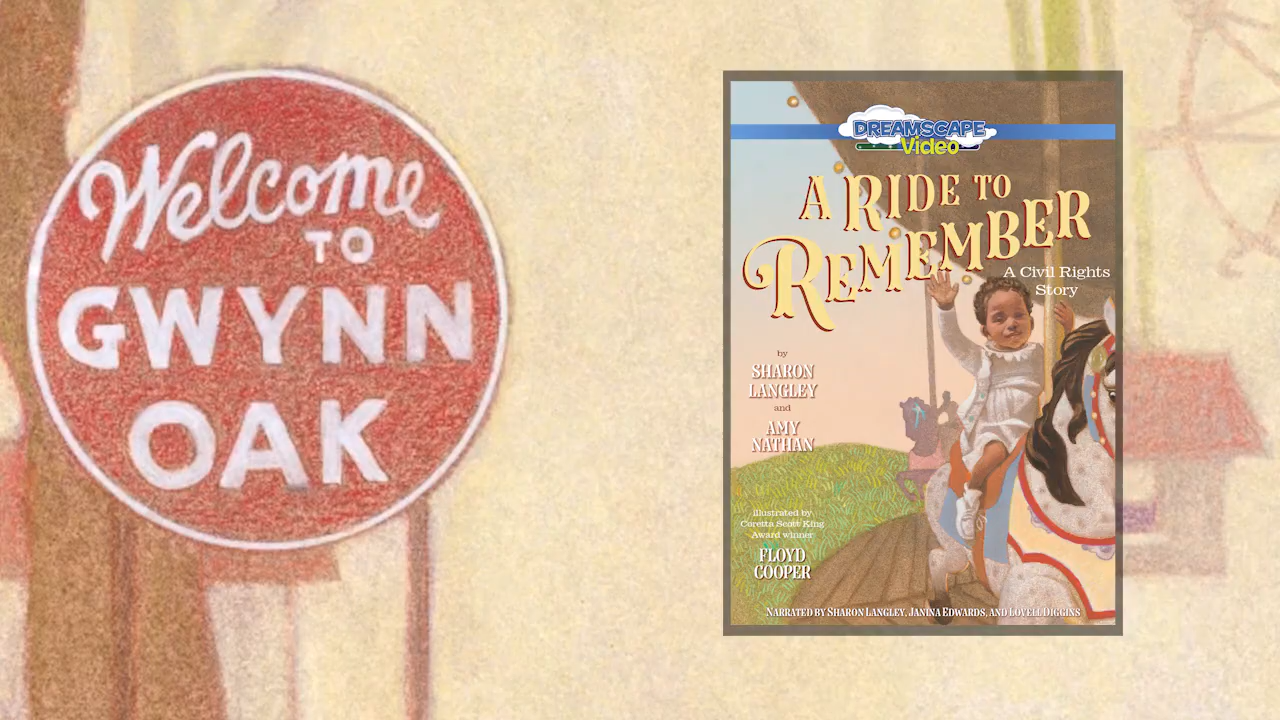 Welcome
TO
GWYNN
OAK
DREAMSCAPE
Video
A RIDE TO
REMEMBER
A Civil Rights
Story
by
SHARON
LANGLEY
and
AMY
NATHAN
illustrated by
Coretta Scott King
Award winner
FLOYD
COOPER
NARRATED BY SHARON LANGLEY, JANINA EDWARDS, AND LOVELL DIGGINS